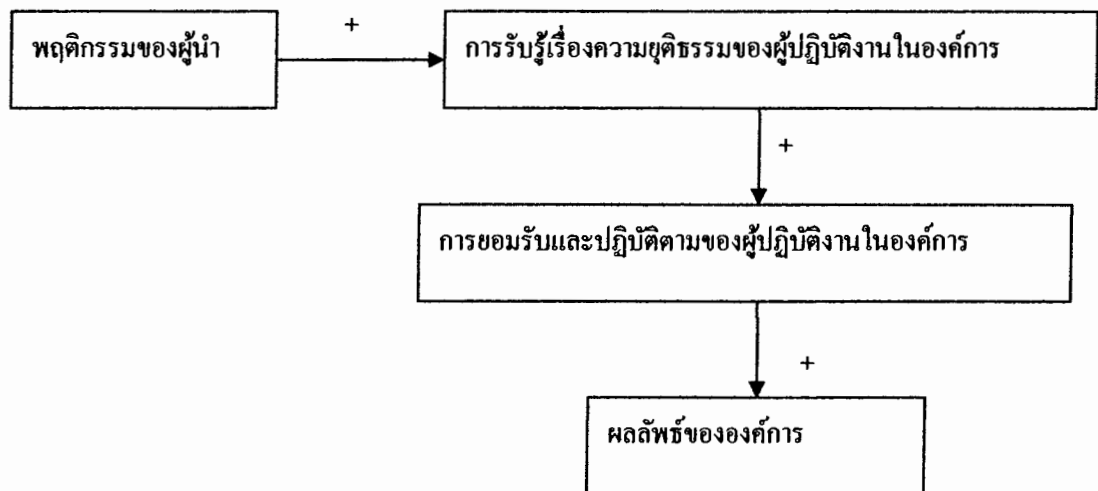 พฤติกรรมของผู้นำ
+
การรับรู้เรื่องความยุติธรรมของผู้ปฏิบัติงานในองค์การ
+
การยอมรับและปฏิบัติตามของผู้ปฏิบัติงานในองค์การ
+
ผลลัพธ์ขององค์การ